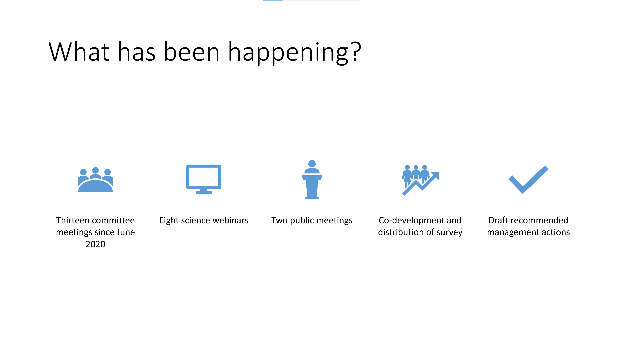 What has been happening?
Thirteen committee
meetings since June
2020
Eight science webinars
Two public meetings
Co-development and
distribution of survey
Draft recommended
management actions